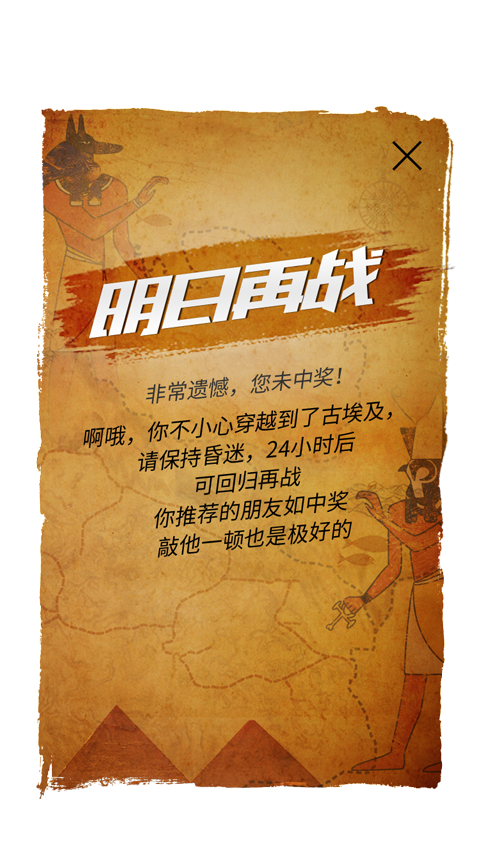 明日再战
非常遗憾，您未中奖！
啊哦，你不小心穿越到了古埃及，
请保持昏迷，24小时后
可回归再战
你推荐的朋友如中奖
敲他一顿也是极好的